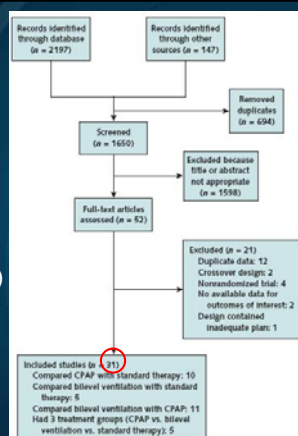 Records identified
through database
(n = 2197)
Records identified
through other
sources (n = 147)
Removed
duplicates
(n = 694)
Screened
(n = 1650)
Excluded because
title or abstract
not appropriate
(n = 1598)
Full-text articles
assessed (n = 52)
Excluded (n = 21)
Duplicate data: 12
Crossover design: 2
Nonrandomized trial: 4
No available data for
outcomes of interest: 2
Design contained
inadequate plan: 1
Included studies (n = 31)
Compared CPAP with standard therapy: 10
Compared bilevel ventilation with standard
therapy: 5
Compared bilevel ventilation with CPAP: 11
Had 3 treatment groups (CPAP vs. bilevel
ventilation vs. standard therapy): 5